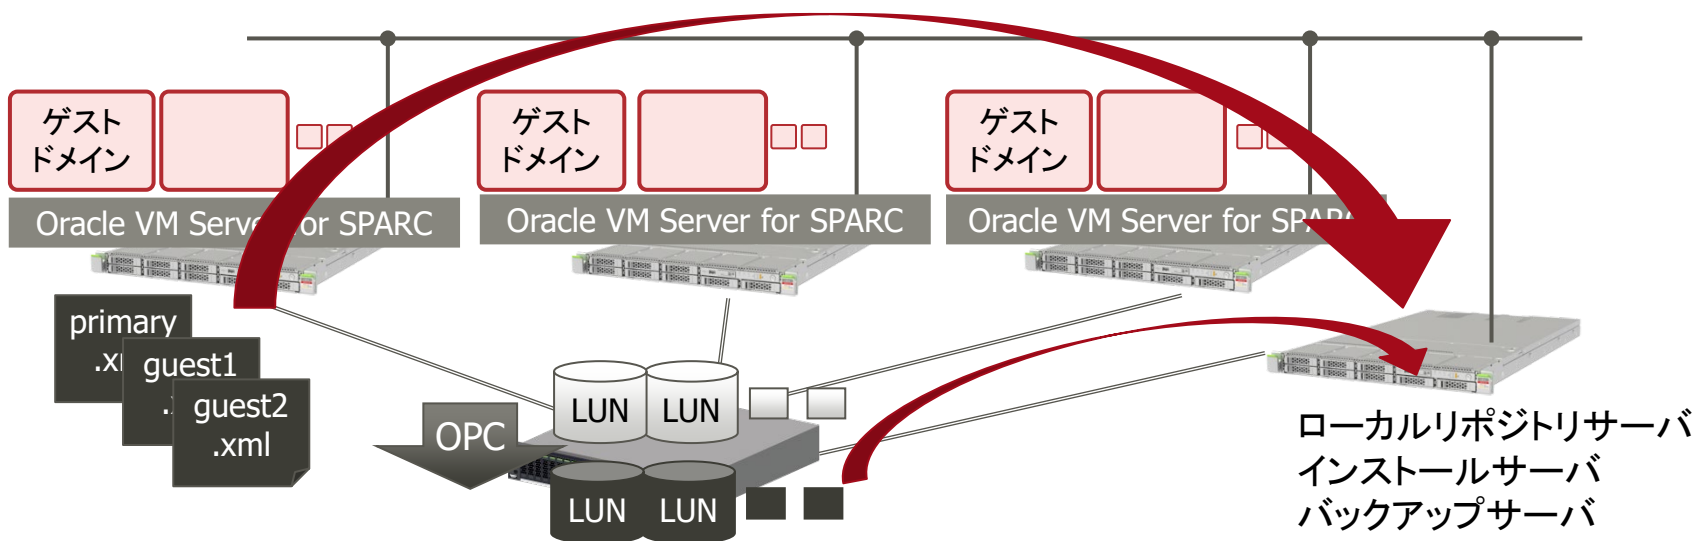 ゲスト
ドメイン
ゲスト
ドメイン
ゲスト
ドメイン
Oracle VM Server for SPARC
Oracle VM Server for SPARC
Oracle VM Server for SPARC
primary
guest1
guest2
.xml
OPC
LUN
LUN
LUN
LUN
ローカルリポジトリサーバ
インストールサーバ
バックアップサーバ